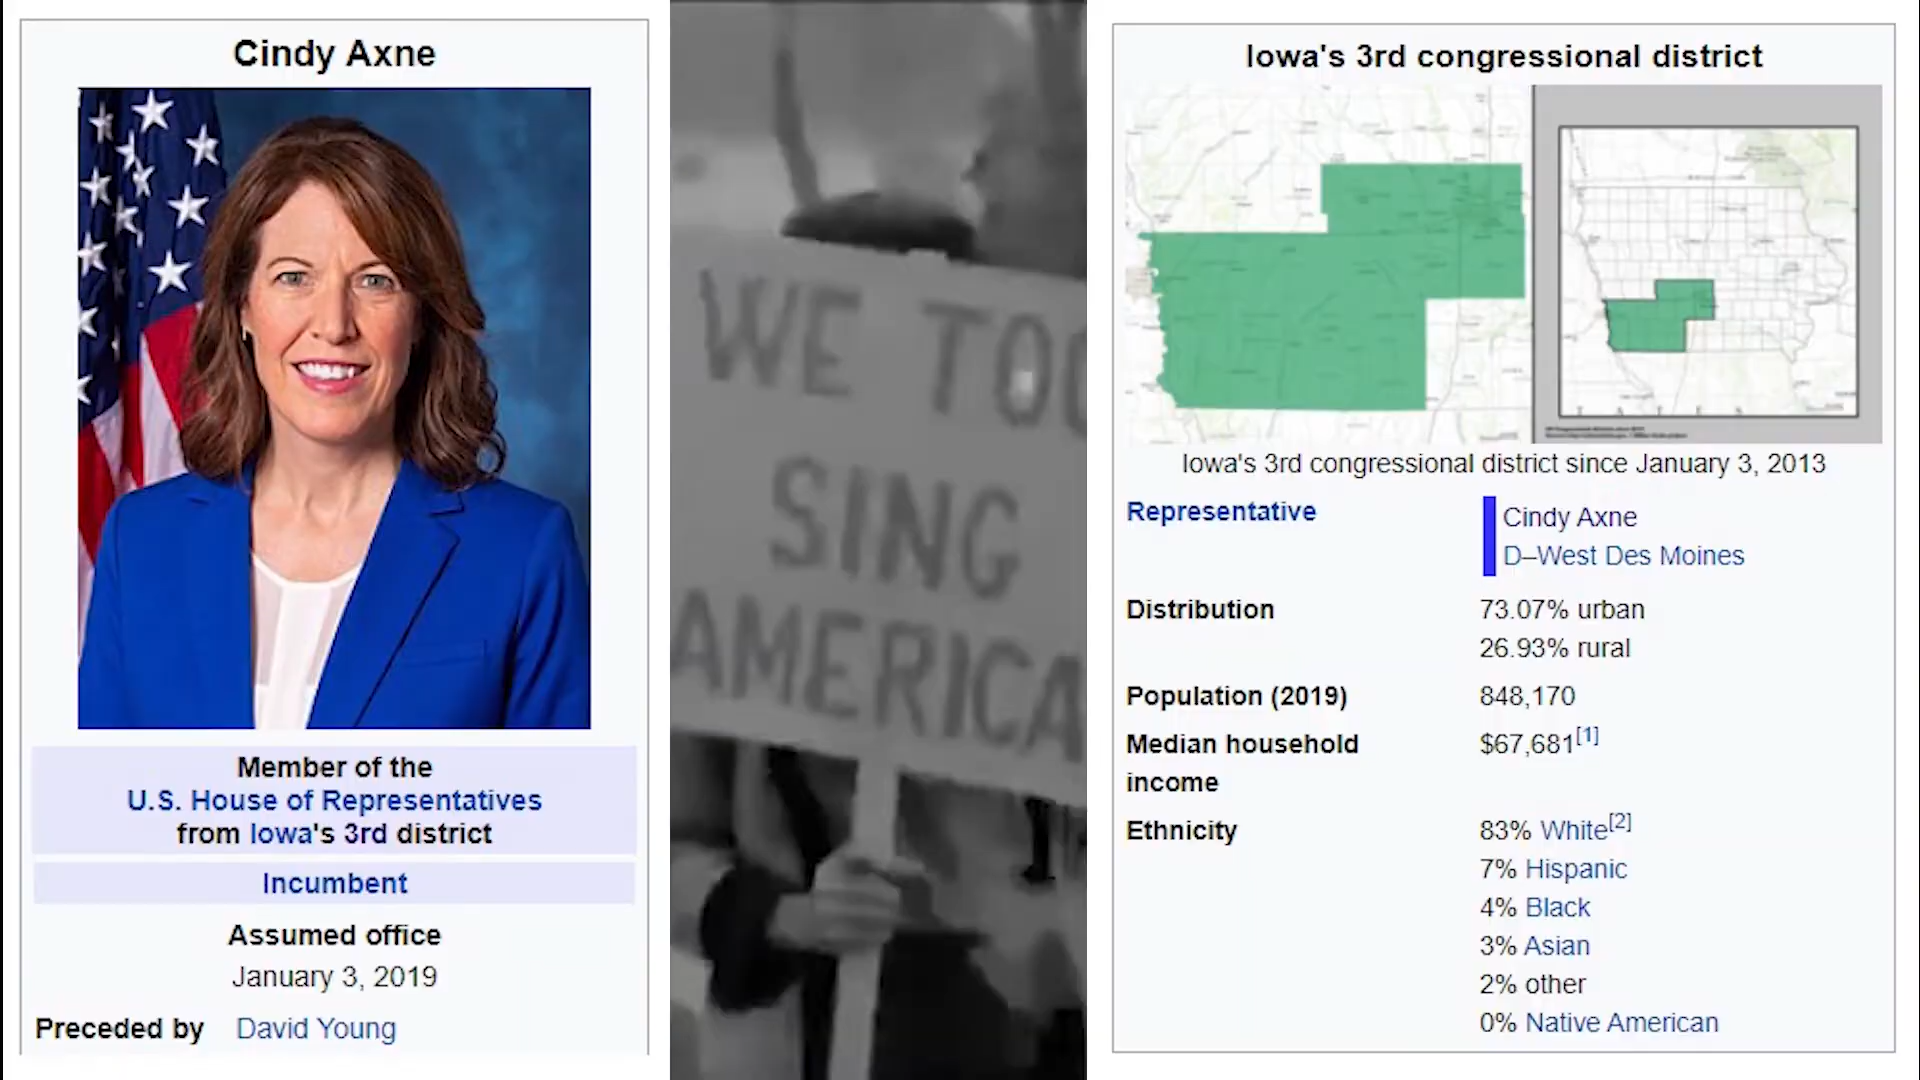 Cindy Axne
Member of the
U.S. House of Representatives
from Iowa's 3rd district
Incumbent
Assumed office
January 3, 2019
Preceded by David Young
WE TOO
SING
AMERICA
Iowa's 3rd congressional district
Iowa's 3rd congressional district since January 3, 2013
Representative Cindy Axne
D–West Des Moines
Distribution 73.07% urban
26.93% rural
Population (2019) 848,170
Median household $67,681[1]
income
Ethnicity 83% White[2]
7% Hispanic
4% Black
3% Asian
2% other
0% Native American